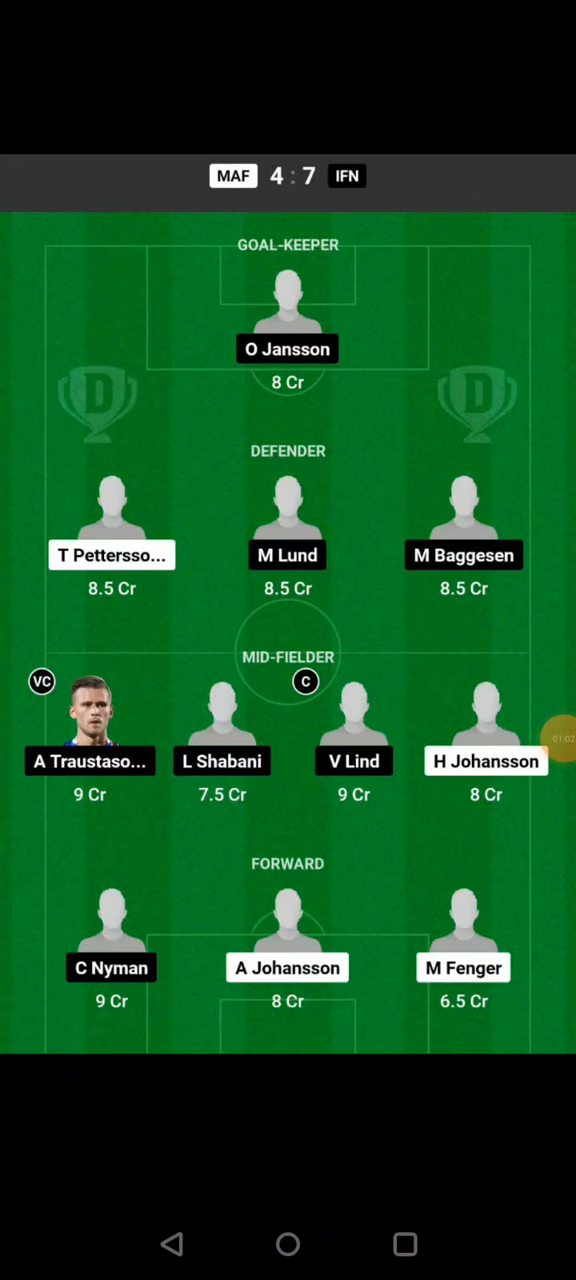 MAF 4 : 7 IFN
GOAL-KEEPER
O Jansson
8 Cr
D D
DEFENDER
T Pettersso... M Lund M Baggesen
8.5 Cr 8.5 Cr 8.5 Cr
MID-FIELDER
VC C
A Traustaso... L Shabani V Lind H Johansson
01:02
9 Cr 7.5 Cr 9 Cr 8 Cr
FORWARD
C Nyman A Johansson M Fenger
9 Cr 8 Cr 6.5 Cr